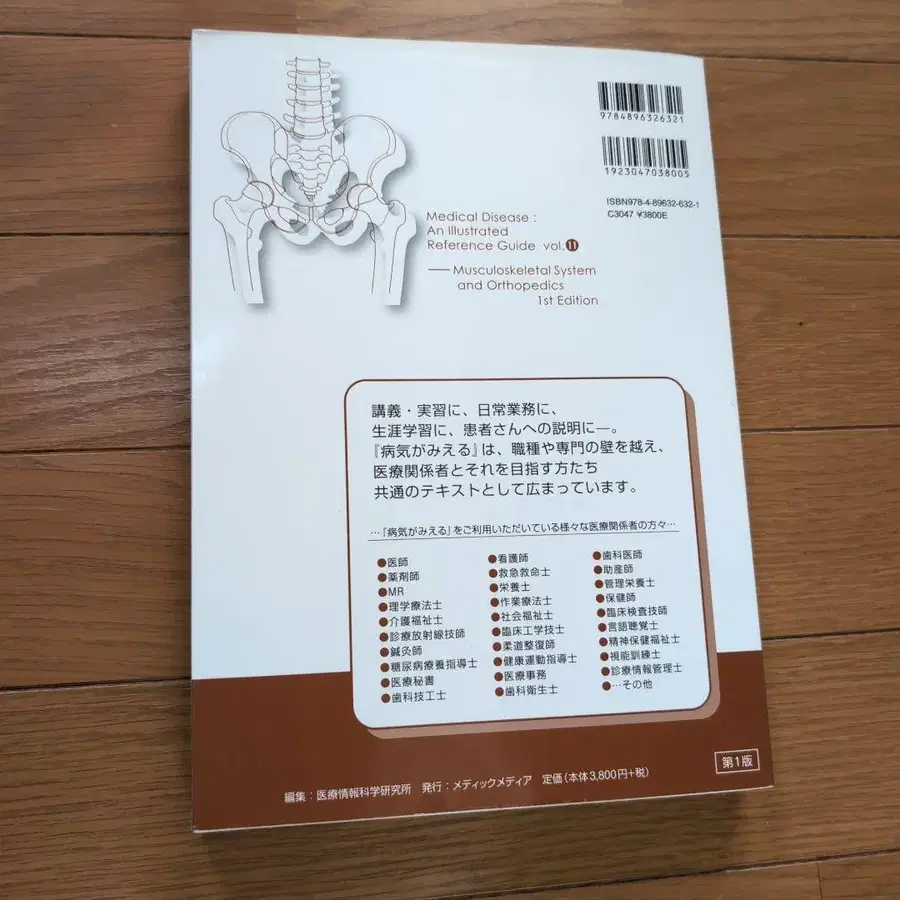 9784896326321
1923047038005
ISBN978-4-89632-632-1
C3047 ¥3800E
Medical Disease :
An Illustrated
Reference Guide vol.⓫
— Musculoskeletal System
and Orthopedics
1st Edition
講義・実習に、日常業務に、
生涯学習に、患者さんへの説明に―。
『病気がみえる』は、職種や専門の壁を越え、
医療関係者とそれを目指す方たち
共通のテキストとして広まっています。
…『病気がみえる』をご利用いただいている様々な医療関係者の方々…
●医師
●薬剤師
●MR
●理学療法士
●介護福祉士
●診療放射線技師
●鍼灸師
●糖尿病療養指導士
●医療秘書
●歯科技工士
●看護師
●救急救命士
●栄養士
●作業療法士
●社会福祉士
●臨床工学技士
●柔道整復師
●健康運動指導士
●医療事務
●歯科衛生士
●歯科医師
●助産師
●管理栄養士
●保健師
●臨床検査技師
●言語聴覚士
●精神保健福祉士
●視能訓練士
●診療情報管理士
●…その他
第1版
編集：医療情報科学研究所 発行：メディックメディア 定価（本体3,800円+税）